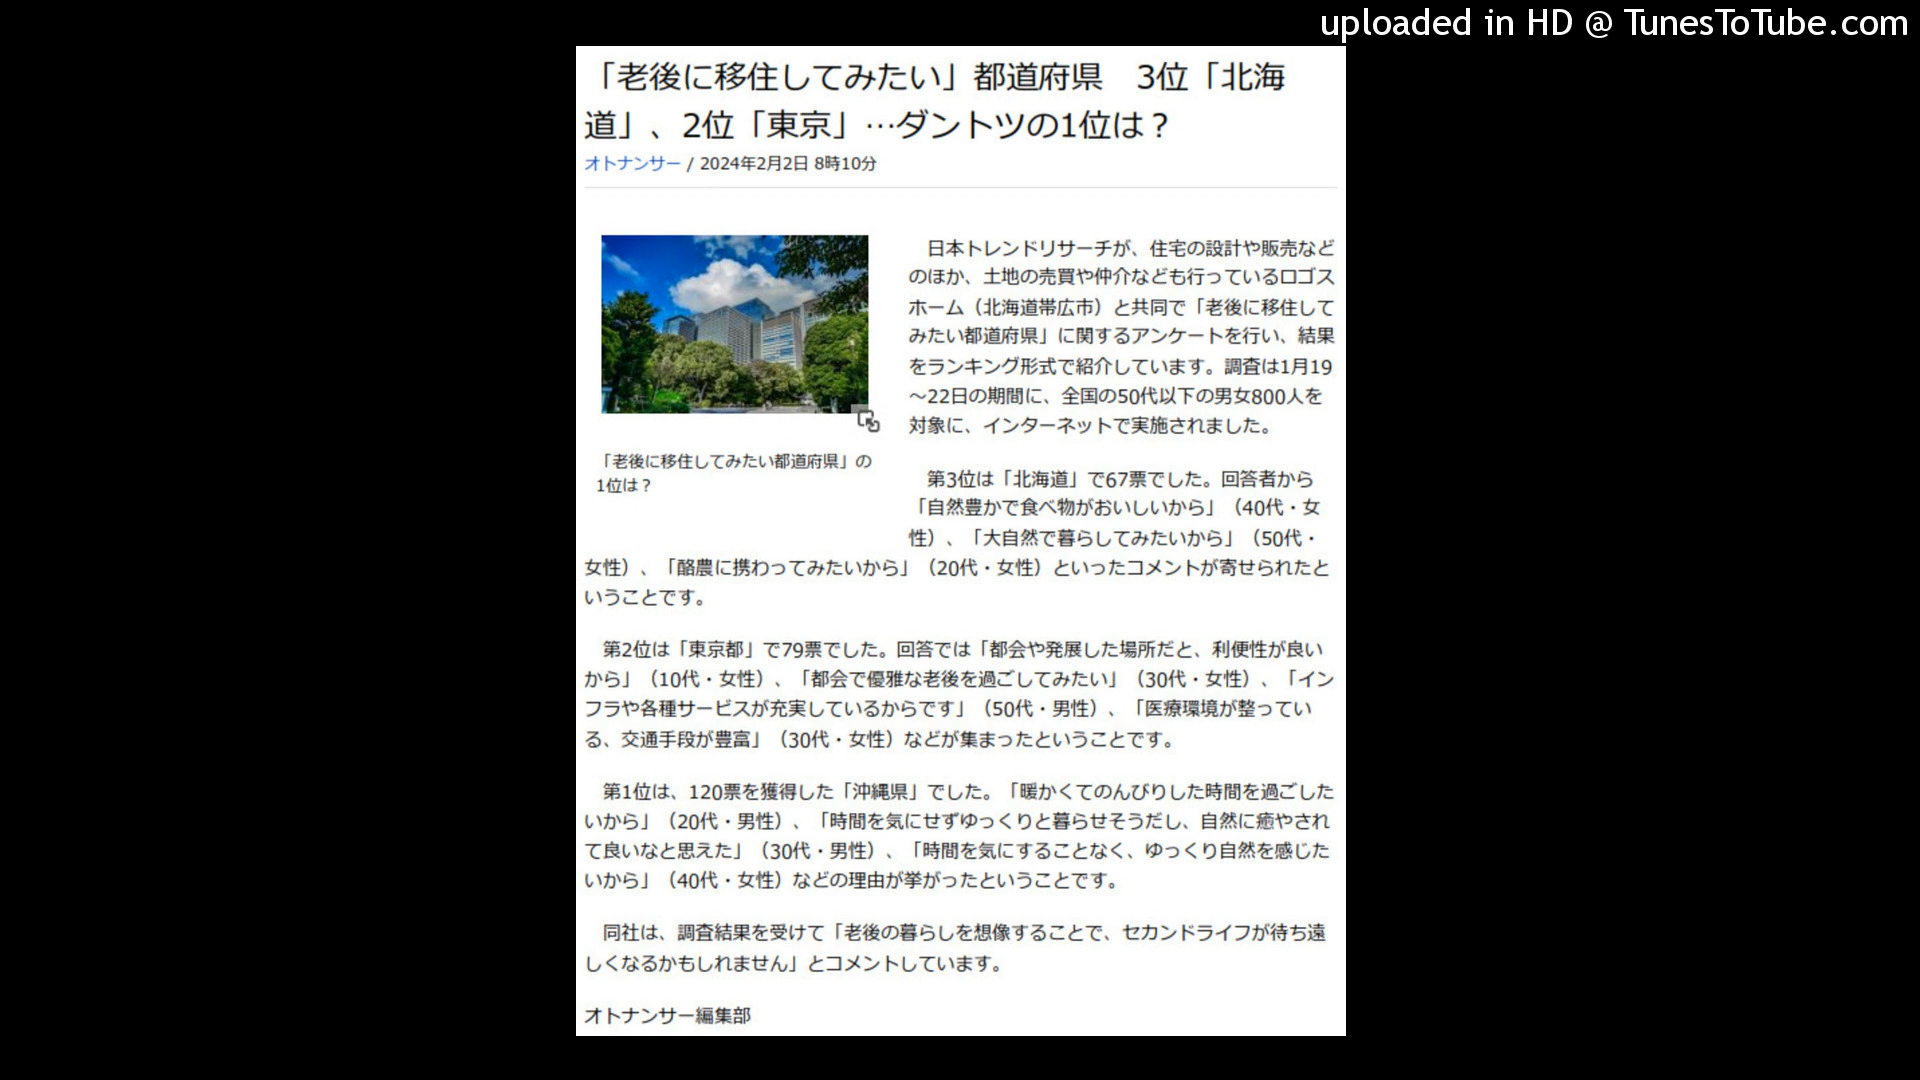 uploaded in HD @ TunesToTube.com
「老後に移住してみたい」都道府県　3位「北海
道」、2位「東京」…ダントツの1位は？
オトナンサー / 2024年2月2日 8時10分
　日本トレンドリサーチが、住宅の設計や販売など
のほか、土地の売買や仲介なども行っているロゴス
ホーム（北海道帯広市）と共同で「老後に移住して
みたい都道府県」に関するアンケートを行い、結果
をランキング形式で紹介しています。調査は1月19
～22日の期間に、全国の50代以下の男女800人を
対象に、インターネットで実施されました。
「老後に移住してみたい都道府県」の
1位は？
　第3位は「北海道」で67票でした。回答者から
「自然豊かで食べ物がおいしいから」（40代・女
性）、「大自然で暮らしてみたいから」（50代・
女性）、「酪農に携わってみたいから」（20代・女性）といったコメントが寄せられたと
いうことです。
　第2位は「東京都」で79票でした。回答では「都会や発展した場所だと、利便性が良い
から」（10代・女性）、「都会で優雅な老後を過ごしてみたい」（30代・女性）、「イン
フラや各種サービスが充実しているからです」（50代・男性）、「医療環境が整ってい
る、交通手段が豊富」（30代・女性）などが集まったということです。
　第1位は、120票を獲得した「沖縄県」でした。「暖かくてのんびりした時間を過ごした
いから」（20代・男性）、「時間を気にせずゆっくりと暮らせそうだし、自然に癒やされ
て良いなと思えた」（30代・男性）、「時間を気にすることなく、ゆっくり自然を感じた
いから」（40代・女性）などの理由が挙がったということです。
　同社は、調査結果を受けて「老後の暮らしを想像することで、セカンドライフが待ち遠
しくなるかもしれません」とコメントしています。
オトナンサー編集部